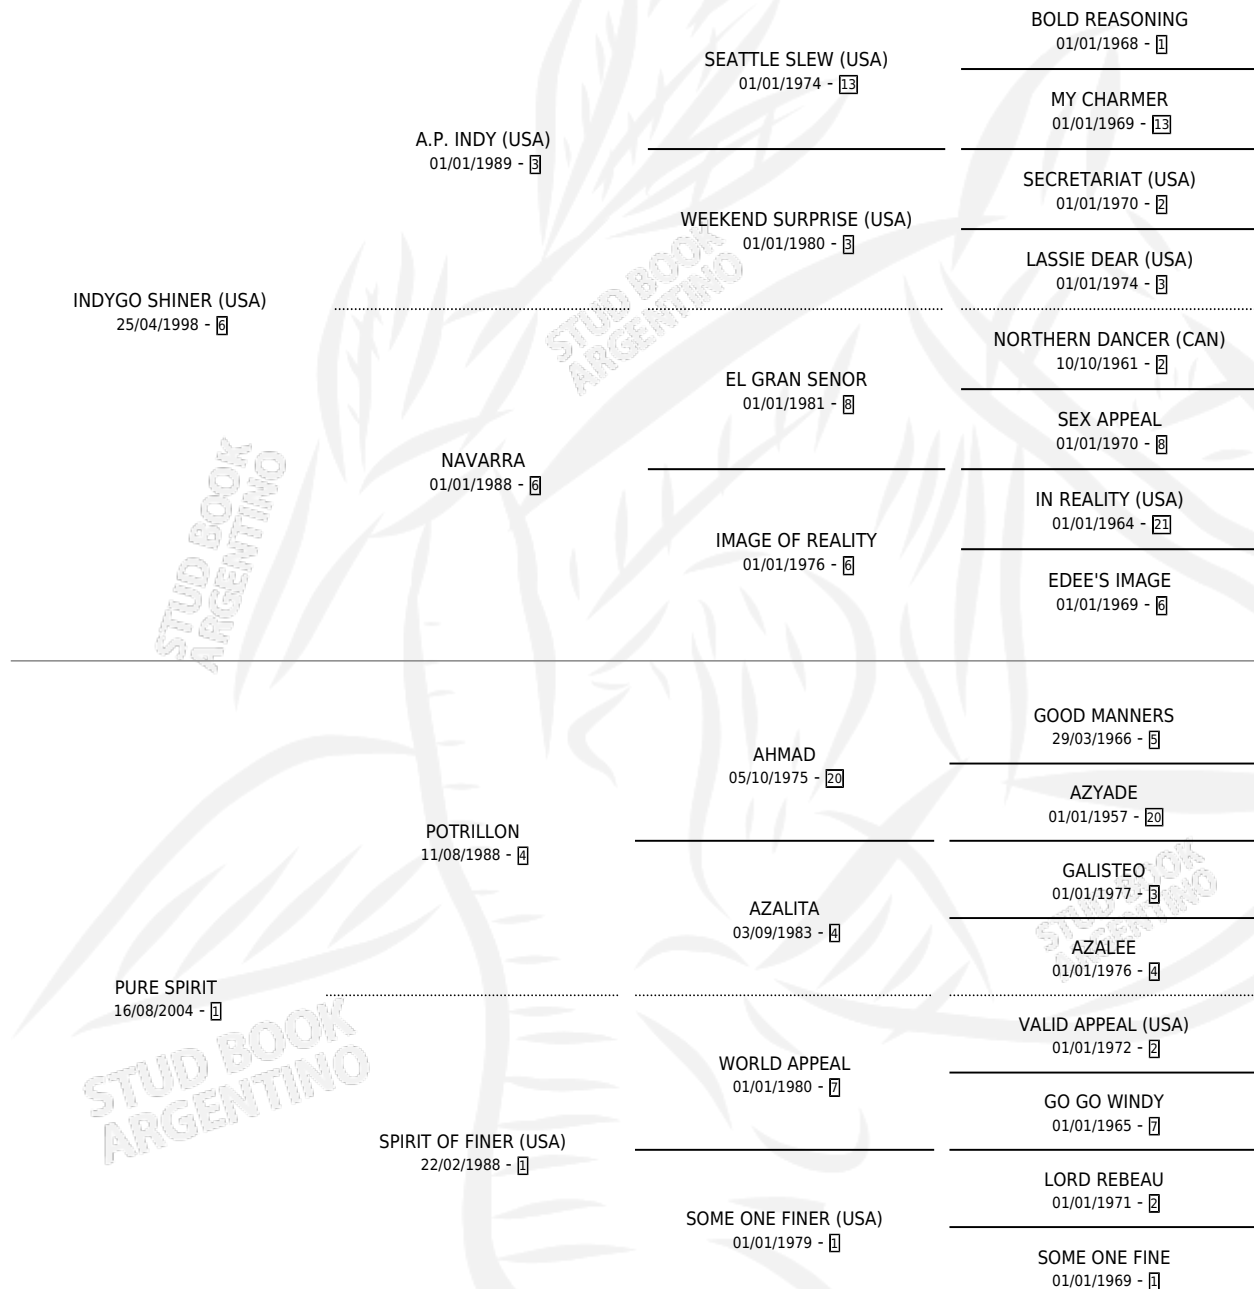 BOLD REASONING
01/01/1968 - 1
SEATTLE SLEW (USA)
01/01/1974 - 13
MY CHARMER
01/01/1969 - 13
A.P. INDY (USA)
01/01/1989 - 3
SECRETARIAT (USA)
01/01/1970 - 2
WEEKEND SURPRISE (USA)
01/01/1980 - 3
LASSIE DEAR (USA)
01/01/1974 - 3
INDYGO SHINER (USA)
25/04/1998 - 6
NORTHERN DANCER (CAN)
10/10/1961 - 2
EL GRAN SENOR
01/01/1981 - 8
SEX APPEAL
01/01/1970 - 8
NAVARRA
01/01/1988 - 6
IN REALITY (USA)
01/01/1964 - 21
IMAGE OF REALITY
01/01/1976 - 6
EDEE'S IMAGE
01/01/1969 - 6
GOOD MANNERS
29/03/1966 - 5
AHMAD
05/10/1975 - 20
AZYADE
01/01/1957 - 20
POTRILLON
11/08/1988 - 4
GALISTEO
01/01/1977 - 3
AZALITA
03/09/1983 - 4
AZALEE
01/01/1976 - 4
PURE SPIRIT
16/08/2004 - 1
VALID APPEAL (USA)
01/01/1972 - 2
WORLD APPEAL
01/01/1980 - 7
GO GO WINDY
01/01/1965 - 7
SPIRIT OF FINER (USA)
22/02/1988 - 1
LORD REBEAU
01/01/1971 - 2
SOME ONE FINER (USA)
01/01/1979 - 1
SOME ONE FINE
01/01/1969 - 1
STUD BOOK
ARGENTINO
STUD BOOK
ARGENTINO
STUD BOOK
ARGENTINO
STUD BOOK
ARGENTINO